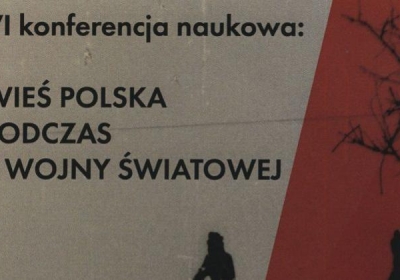 VI konferencja naukowa:
WIEŚ POLSKA
PODCZAS
WOJNY ŚWIATOWEJ